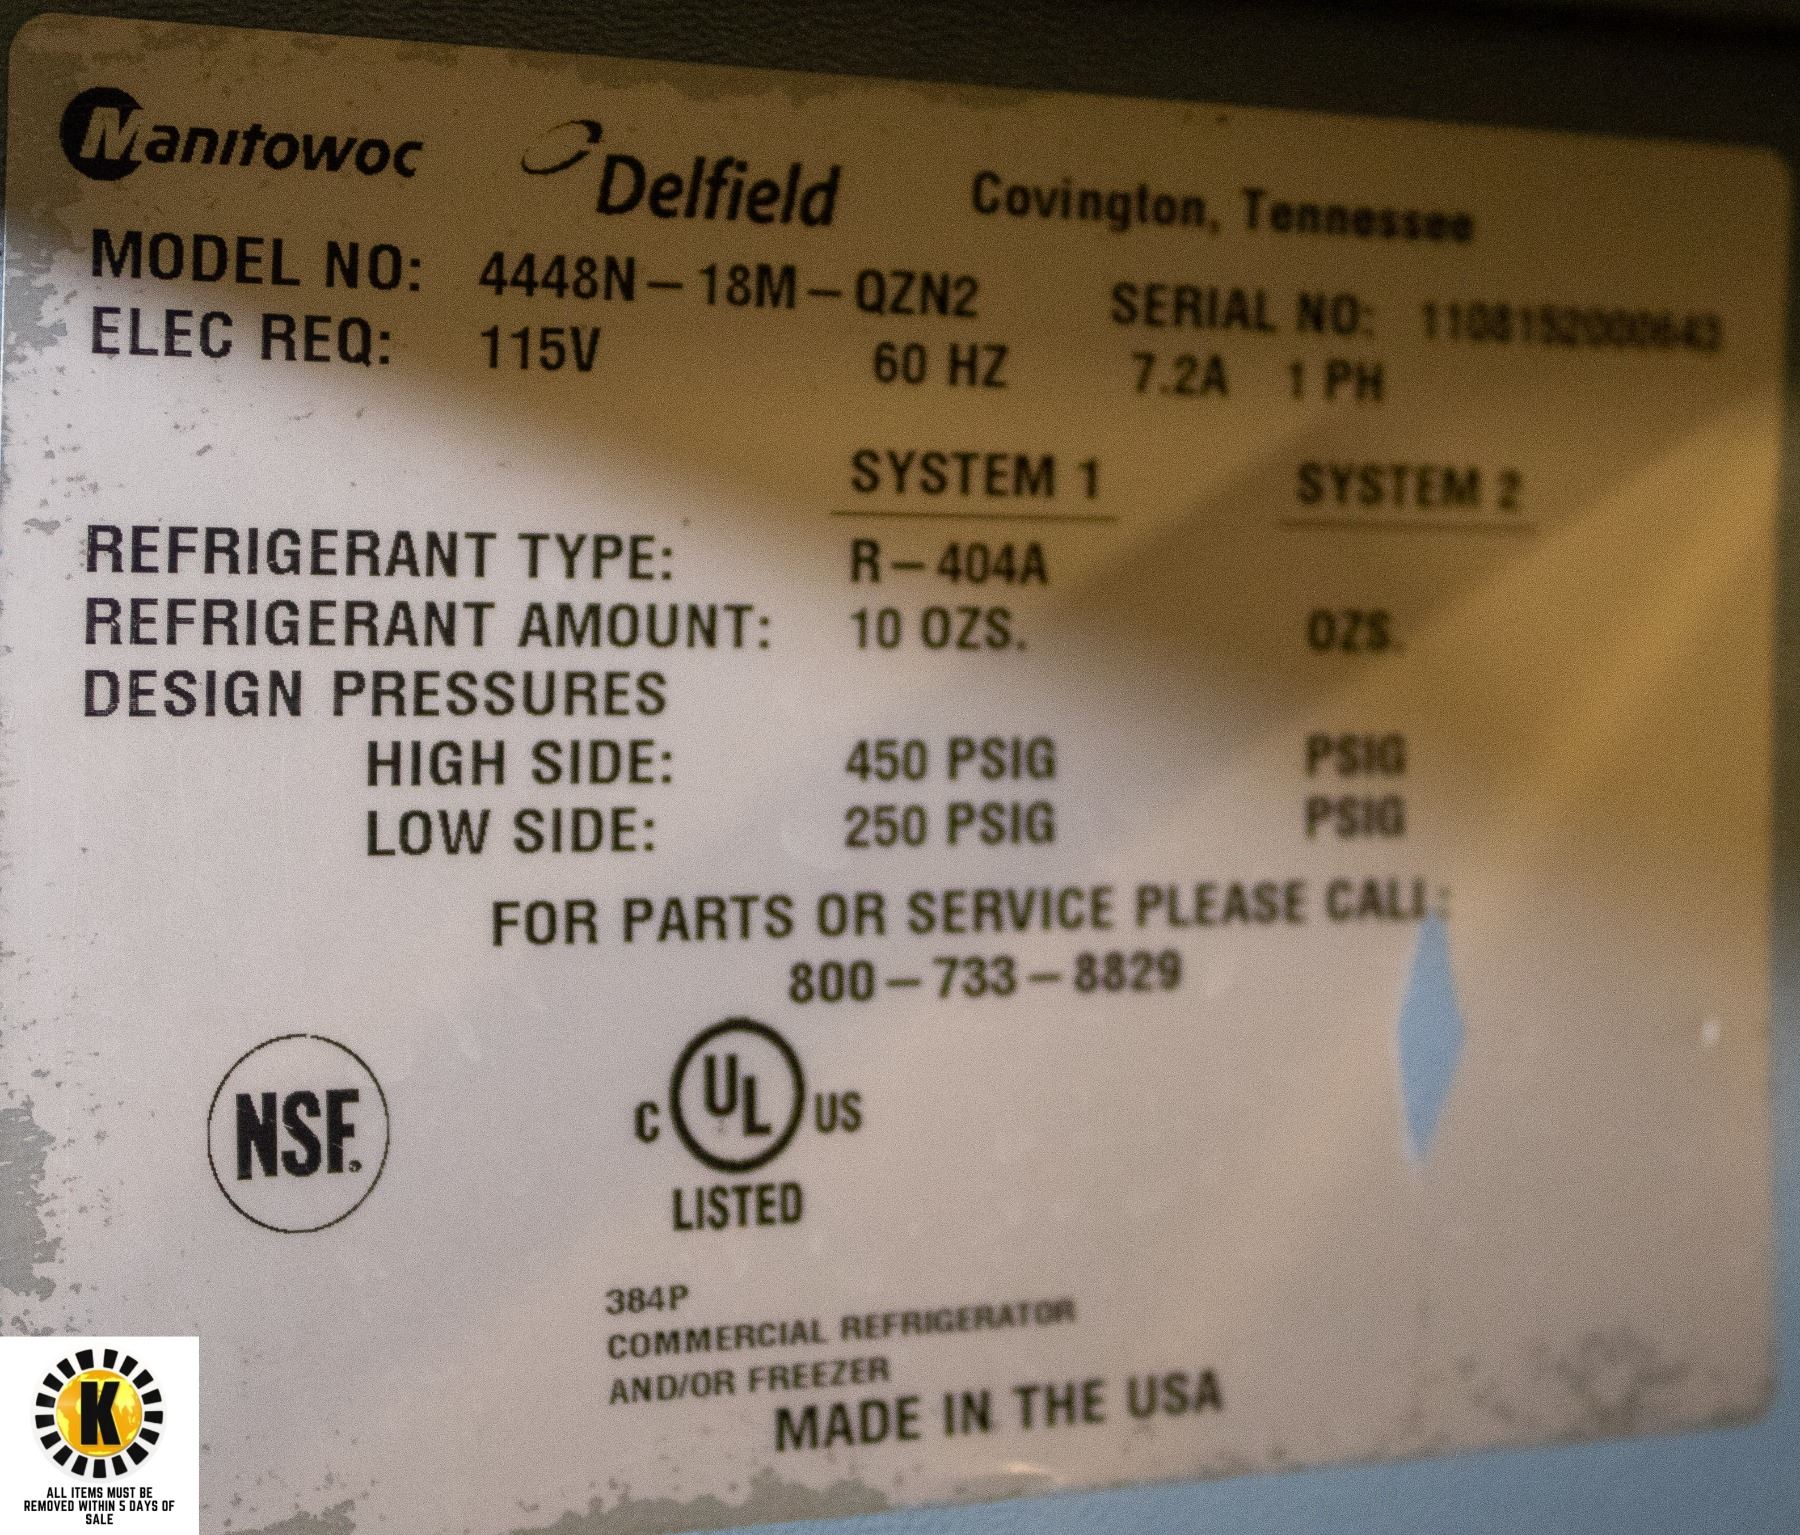 Manitowoc Delfield Covington, Tennessee
MODEL NO: 4448N-18M-QZN2 SERIAL NO: 1108152000643
ELEC REQ: 115V 60 HZ 7.2A 1 PH
SYSTEM 1 SYSTEM 2
REFRIGERANT TYPE: R-404A
REFRIGERANT AMOUNT: 10 OZS. OZS.
DESIGN PRESSURES
HIGH SIDE: 450 PSIG PSIG
LOW SIDE: 250 PSIG PSIG
FOR PARTS OR SERVICE PLEASE CALL:
800-733-8829
NSF.
C UL US
LISTED
384P
COMMERCIAL REFRIGERATOR
AND/OR FREEZER
MADE IN THE USA
K
ALL ITEMS MUST BE
REMOVED WITHIN 5 DAYS OF
SALE